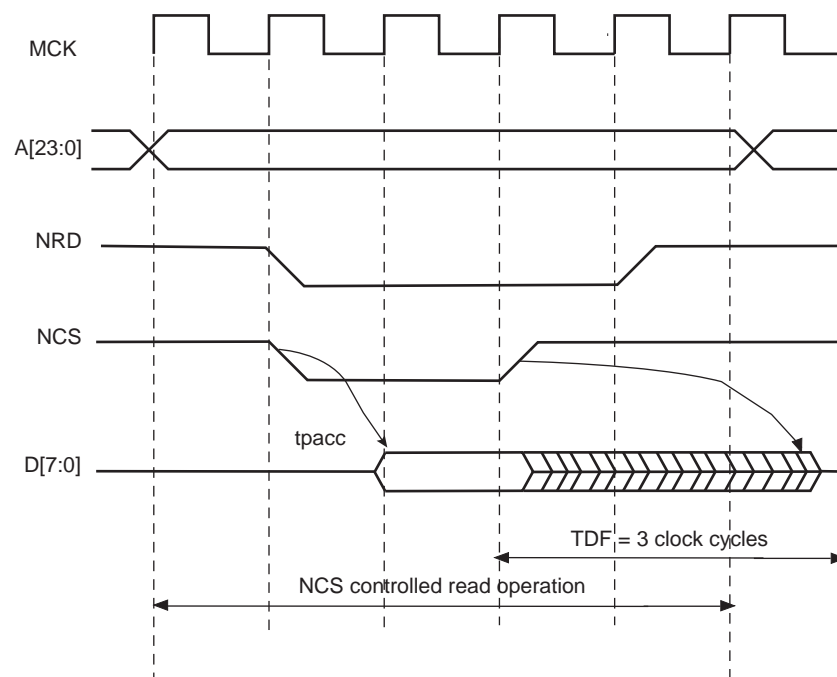 MCK
A[23:0]
NRD
NCS
tpacc
D[7:0]
TDF = 3 clock cycles
NCS controlled read operation